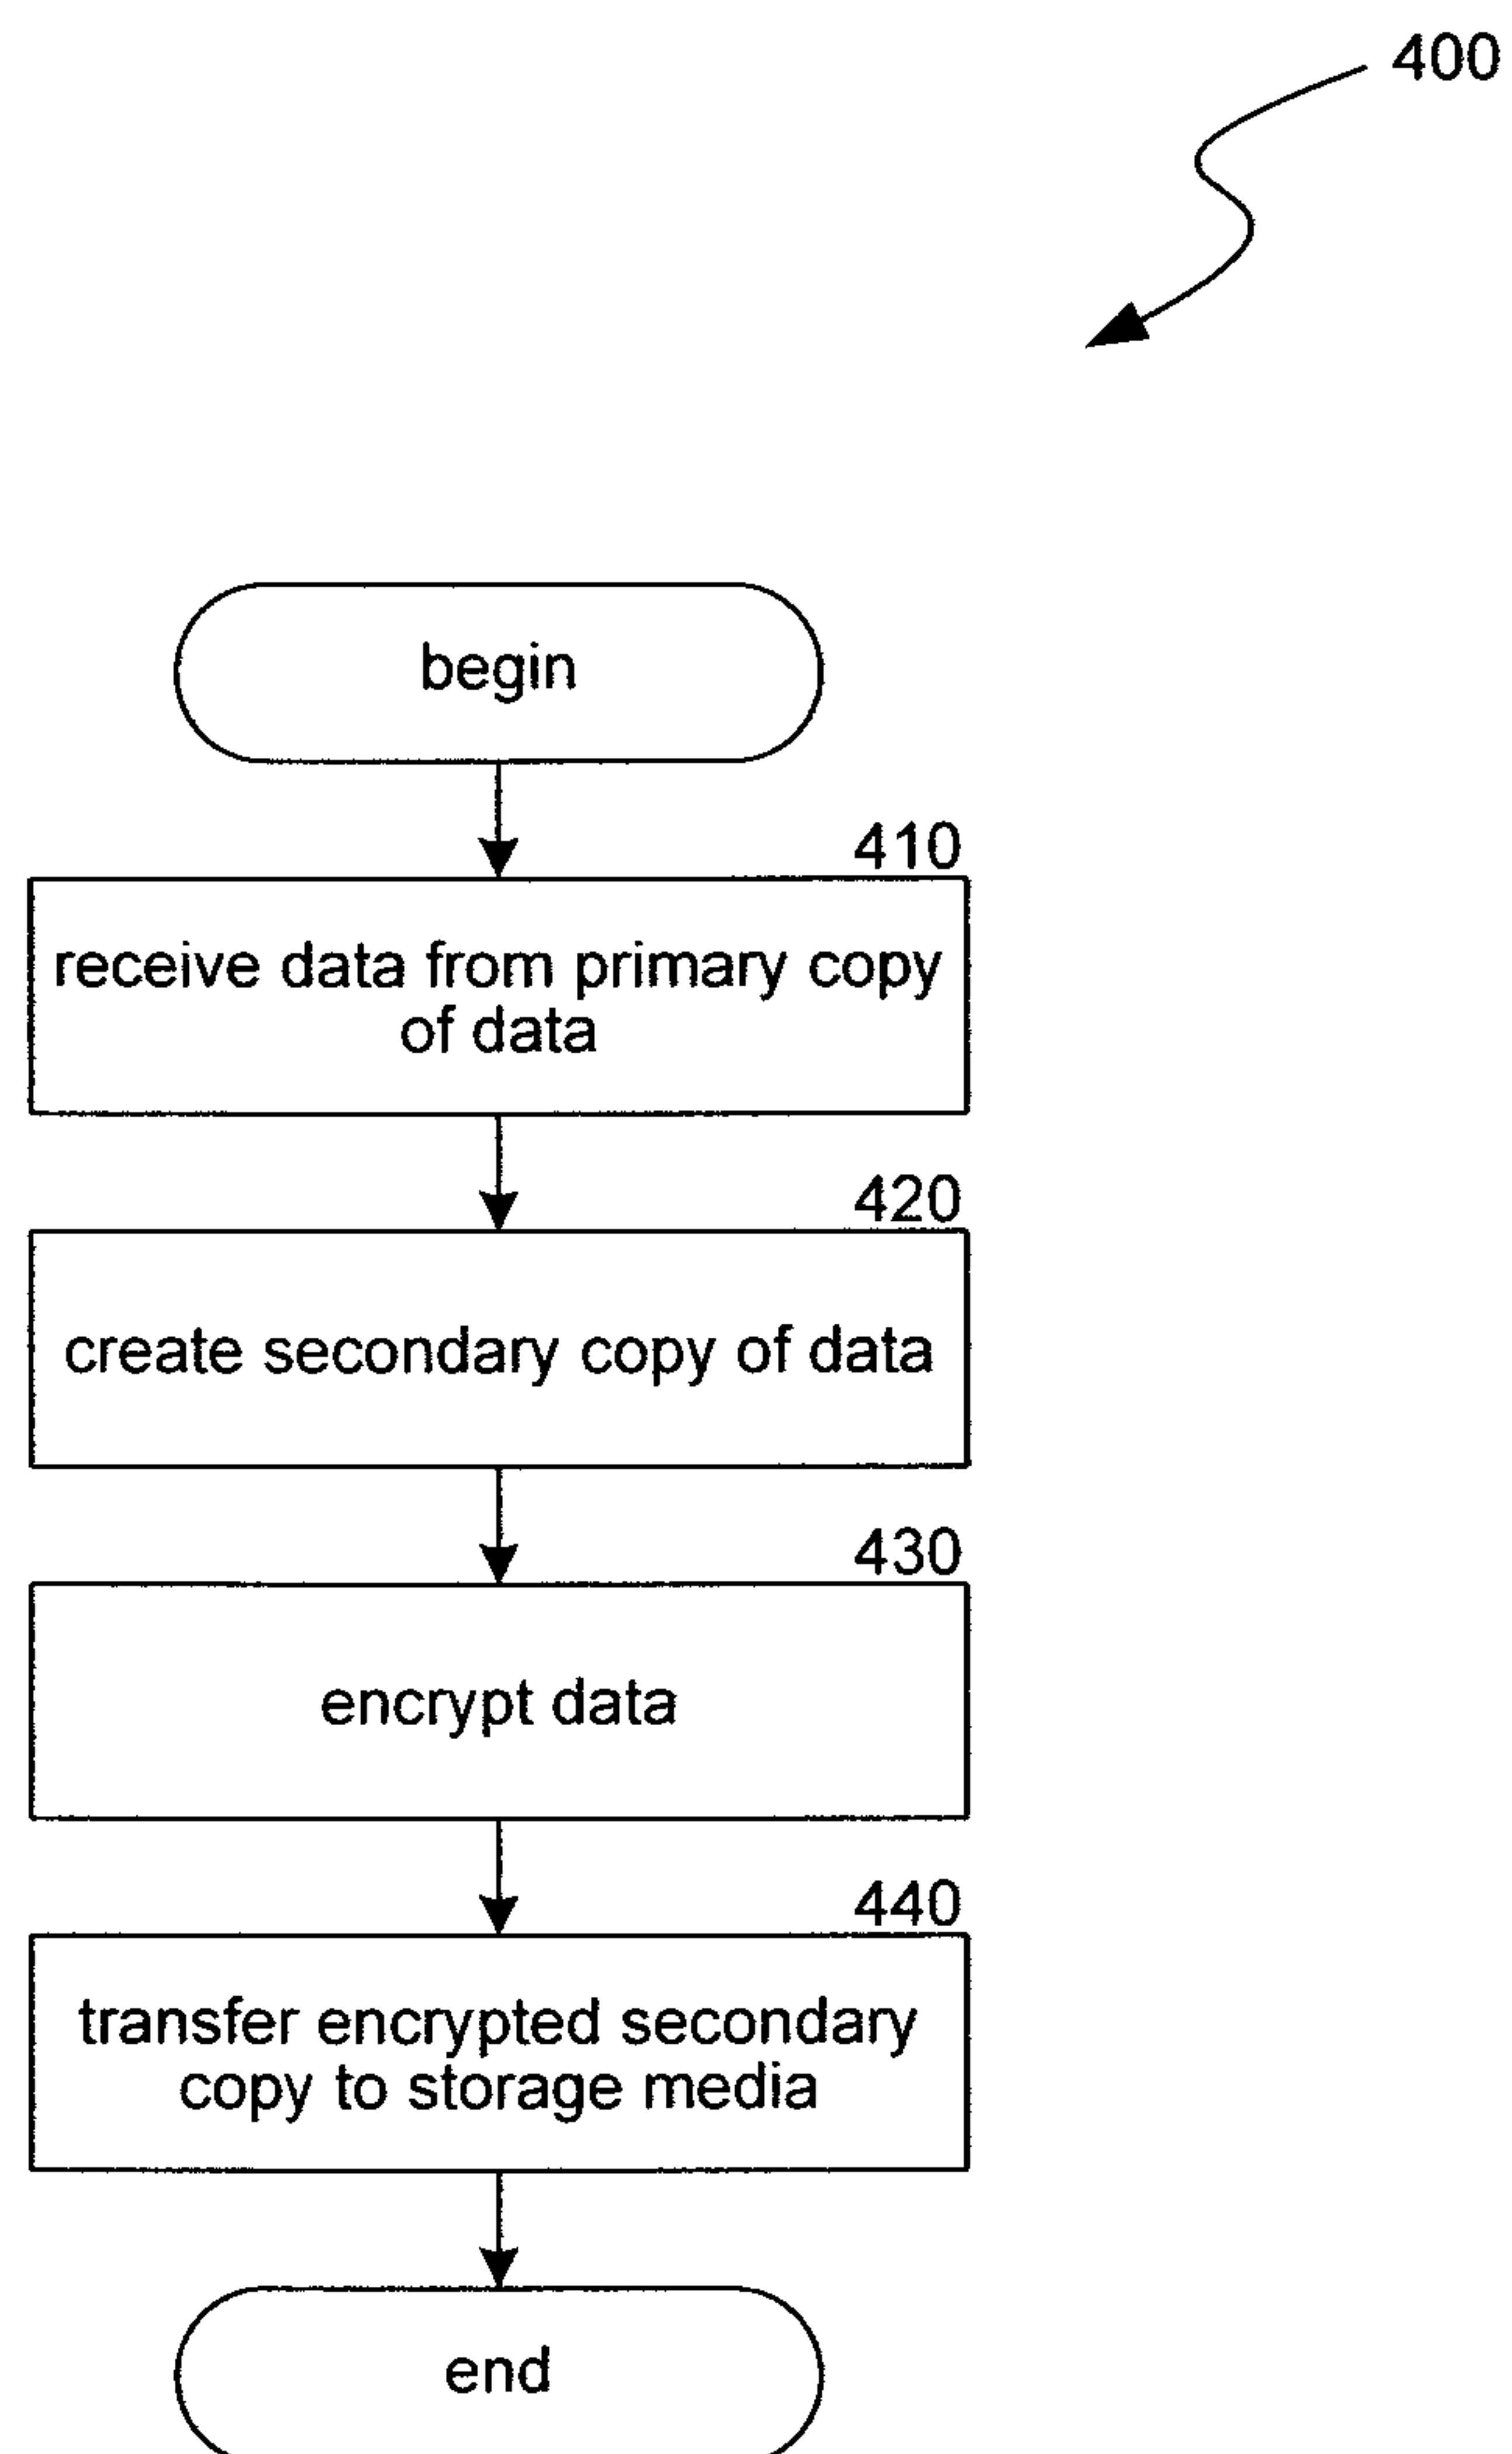 400
begin
410
receive data from primary copy
of data
420
create secondary copy of data
430
encrypt data
440
transfer encrypted secondary
copy to storage media
end